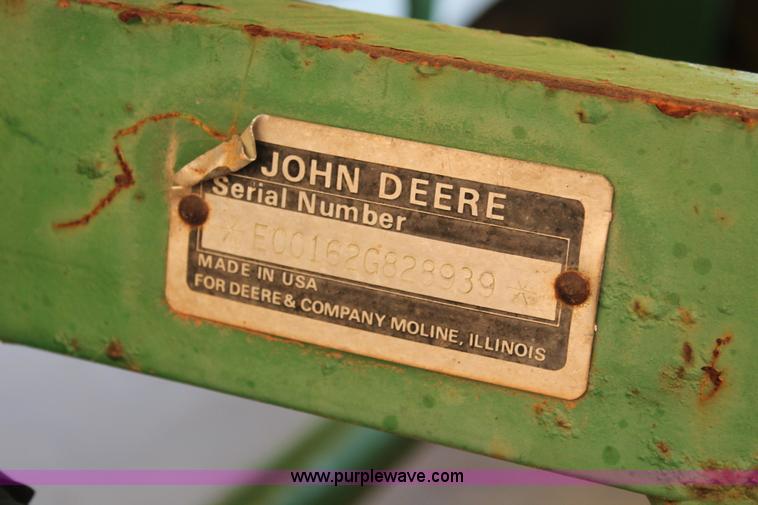 JOHN DEERE
Serial Number
* E00162G828939 *
MADE IN USA
FOR DEERE & COMPANY MOLINE, ILLINOIS
www.purplewave.com